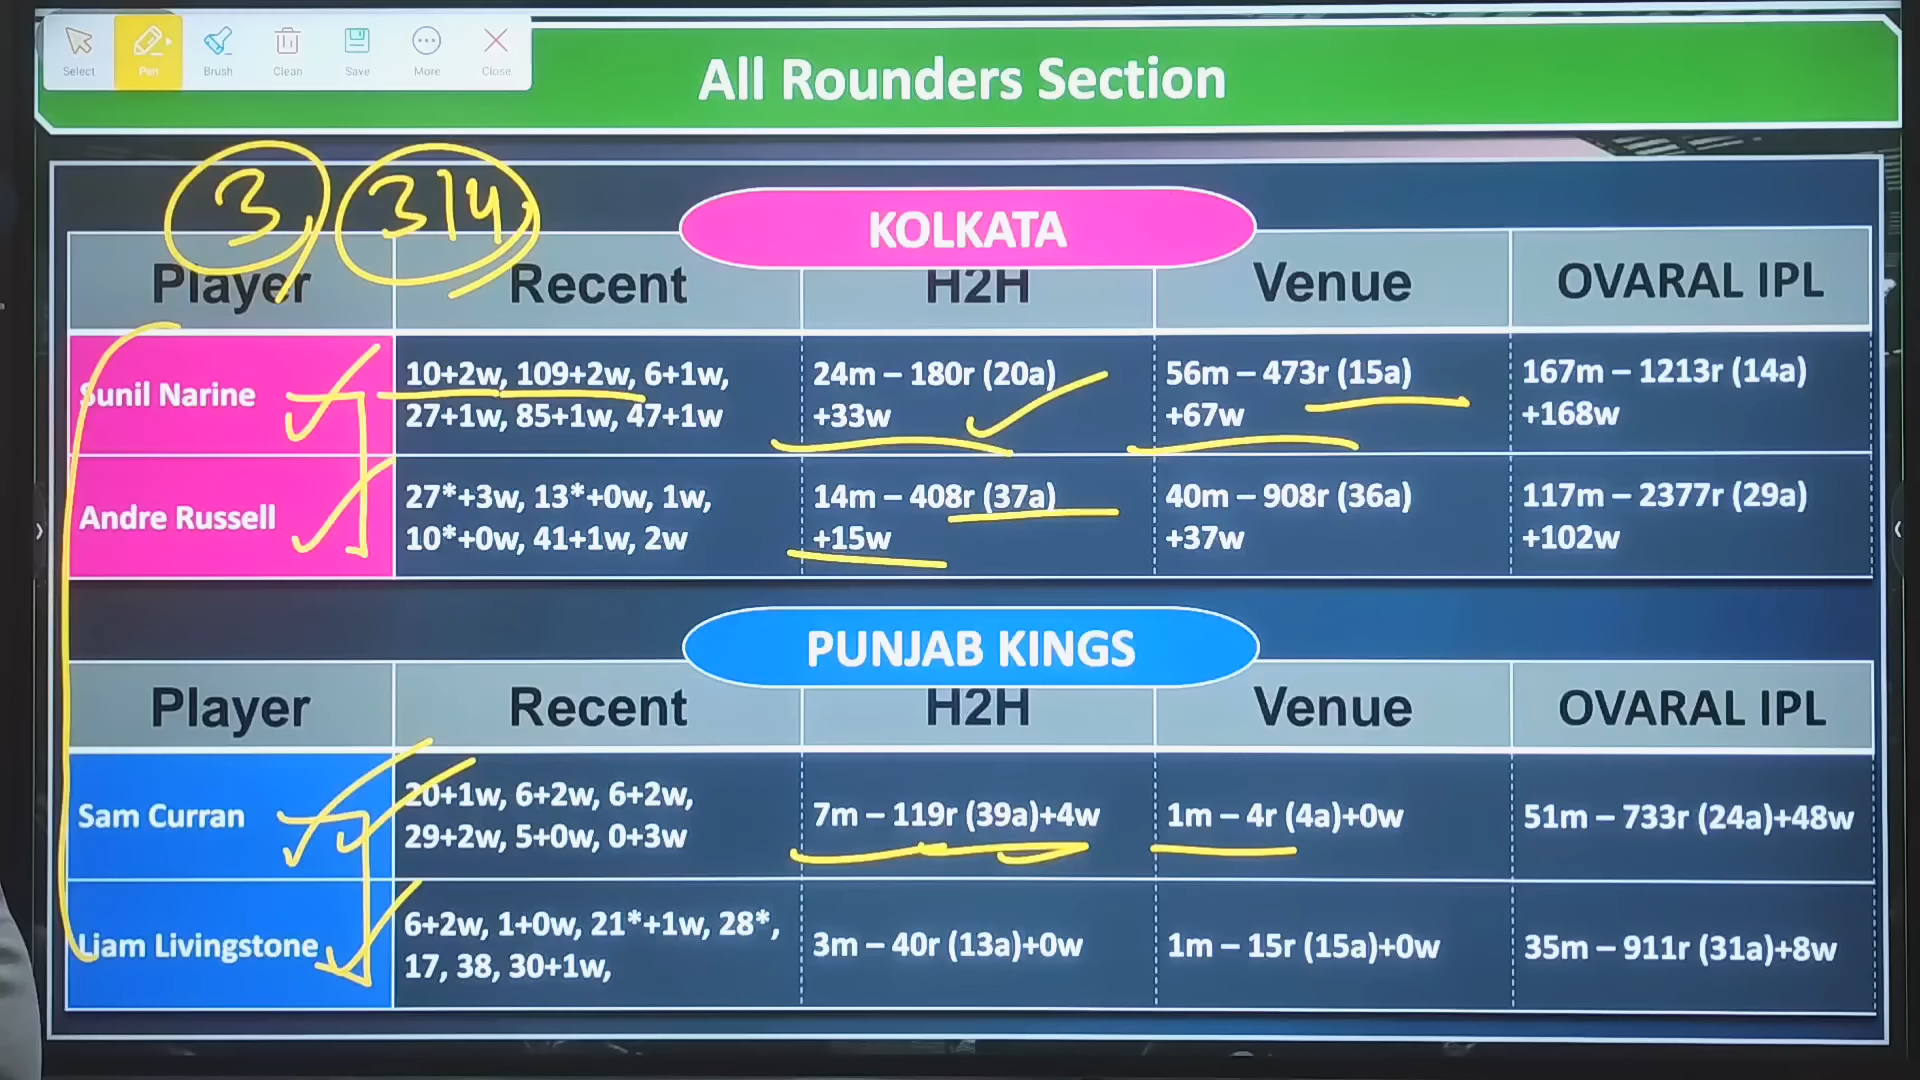 Select Pen Brush Clean Save More Close
All Rounders Section
3, 314,
KOLKATA
Player Recent H2H Venue OVARAL IPL
Sunil Narine
10+2w, 109+2w, 6+1w,
27+1w, 85+1w, 47+1w
24m – 180r (20a)
+33w
56m – 473r (15a)
+67w
167m – 1213r (14a)
+168w
Andre Russell
27*+3w, 13*+0w, 1w,
10*+0w, 41+1w, 2w
14m – 408r (37a)
+15w
40m – 908r (36a)
+37w
117m – 2377r (29a)
+102w
PUNJAB KINGS
Player Recent H2H Venue OVARAL IPL
Sam Curran
20+1w, 6+2w, 6+2w,
29+2w, 5+0w, 0+3w
7m – 119r (39a)+4w
1m – 4r (4a)+0w
51m – 733r (24a)+48w
Liam Livingstone
6+2w, 1+0w, 21*+1w, 28*,
17, 38, 30+1w,
3m – 40r (13a)+0w
1m – 15r (15a)+0w
35m – 911r (31a)+8w